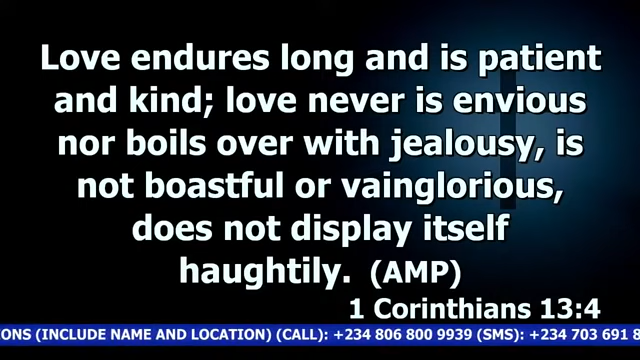 Love endures long and is patient
and kind; love never is envious
nor boils over with jealousy, is
not boastful or vainglorious,
does not display itself
haughtily. (AMP)
1 Corinthians 13:4
(INCLUDE NAME AND LOCATION) (CALL): +234 806 800 9939 (SMS): +234 703 691